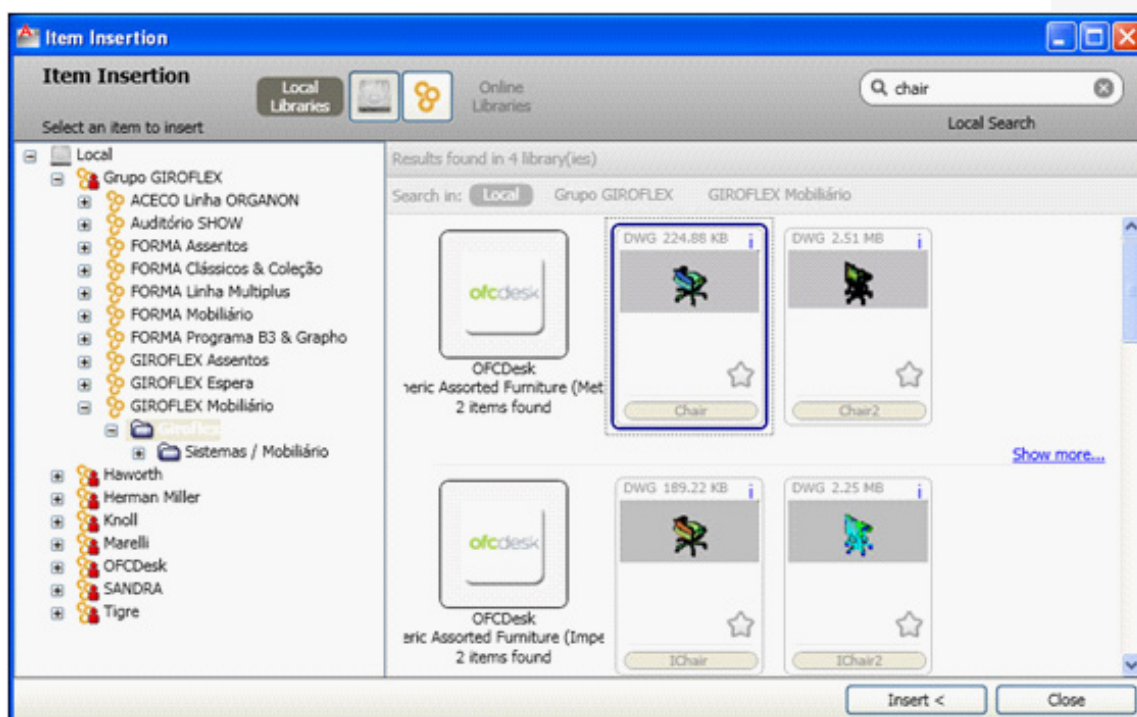 Item Insertion
Item Insertion
Select an item to insert
Local
Libraries
Online
Libraries
chair
Local Search
Local
Grupo GIROFLEX
ACECO Linha ORGANON
Auditório SHOW
FORMA Assentos
FORMA Clássicos & Coleção
FORMA Linha Multiplus
FORMA Mobiliário
FORMA Programa B3 & Grapho
GIROFLEX Assentos
GIROFLEX Espera
GIROFLEX Mobiliário
Giroflex
Sistemas / Mobiliário
Haworth
Herman Miller
Knoll
Marelli
OFCDesk
SANDRA
Tigre
Results found in 4 library(ies)
Search in: Local Grupo GIROFLEX GIROFLEX Mobiliário
ofcdesk
OFCDesk
neric Assorted Furniture (Met
2 items found
DWG 224.88 KB i
Chair
DWG 2.51 MB i
Chair2
Show more...
ofcdesk
OFCDesk
eric Assorted Furniture (Impe
2 items found
DWG 189.22 KB i
IChair
DWG 2.25 MB i
IChair2
Insert <
Close